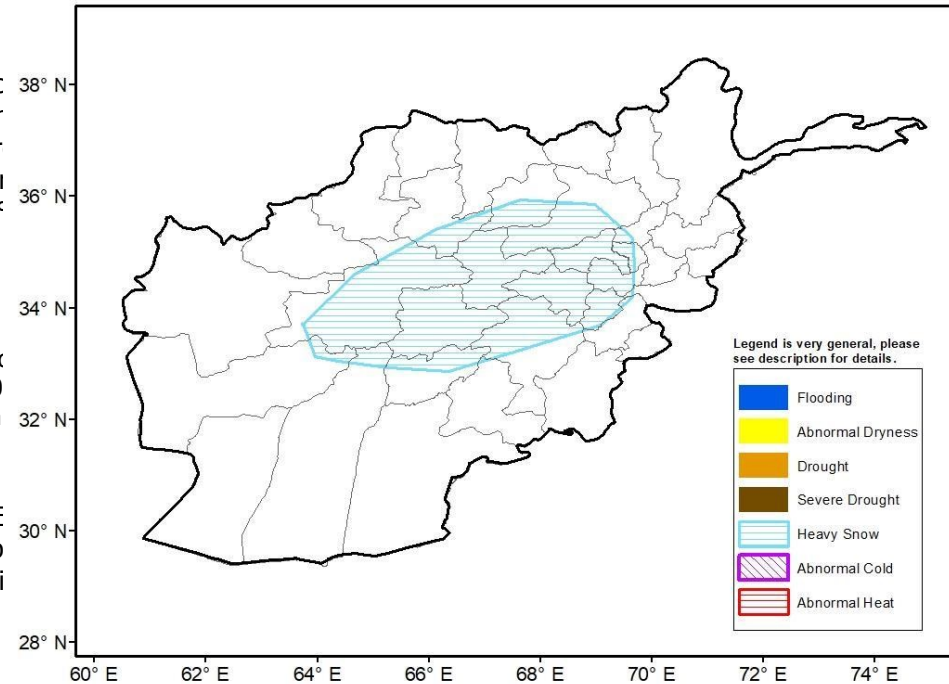 38° N
36° N
34° N
32° N
30° N
28° N
60° E 62° E 64° E 66° E 68° E 70° E 72° E 74° E
Legend is very general, please
see description for details.
Flooding
Abnormal Dryness
Drought
Severe Drought
Heavy Snow
Abnormal Cold
Abnormal Heat